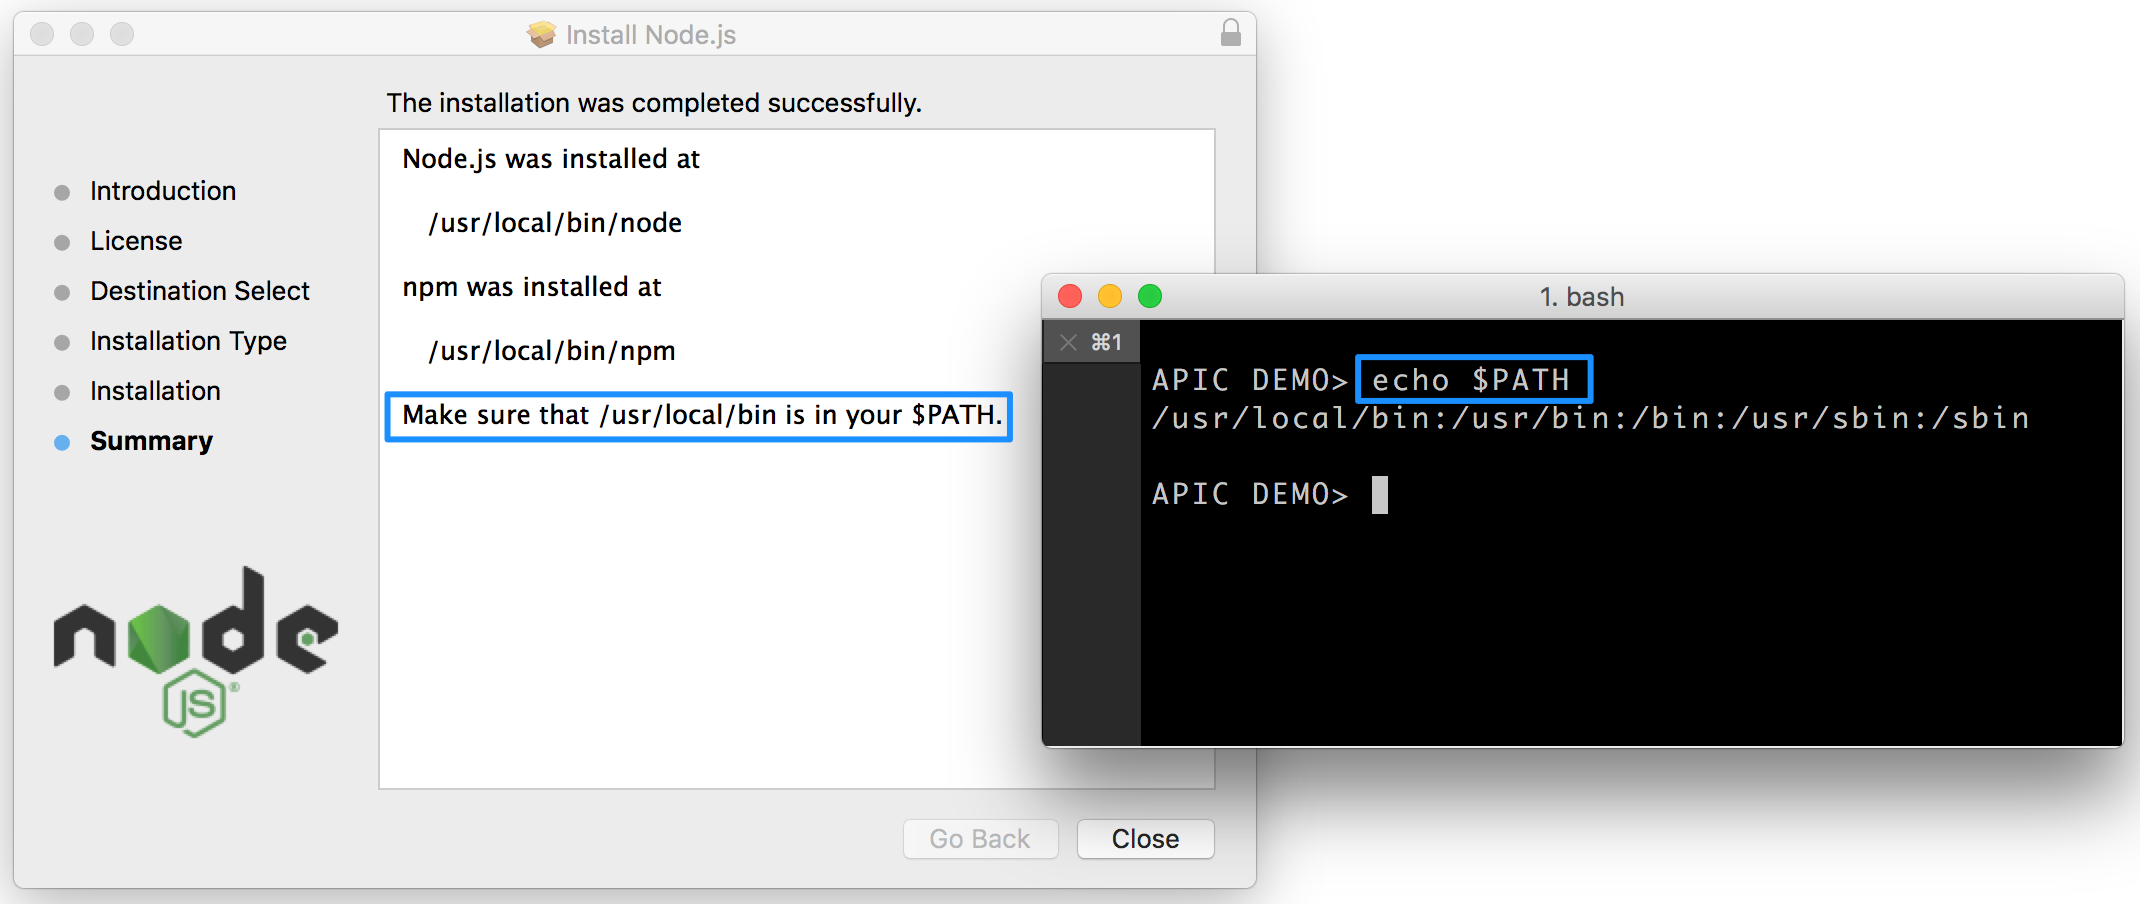 Install Node.js
The installation was completed successfully.
Node.js was installed at
/usr/local/bin/node
npm was installed at
/usr/local/bin/npm
Make sure that /usr/local/bin is in your $PATH.
Introduction
License
Destination Select
Installation Type
Installation
Summary
node
JS®
Go Back
Close
1. bash
⌘1
APIC DEMO> echo $PATH
/usr/local/bin:/usr/bin:/bin:/usr/sbin:/sbin
APIC DEMO>